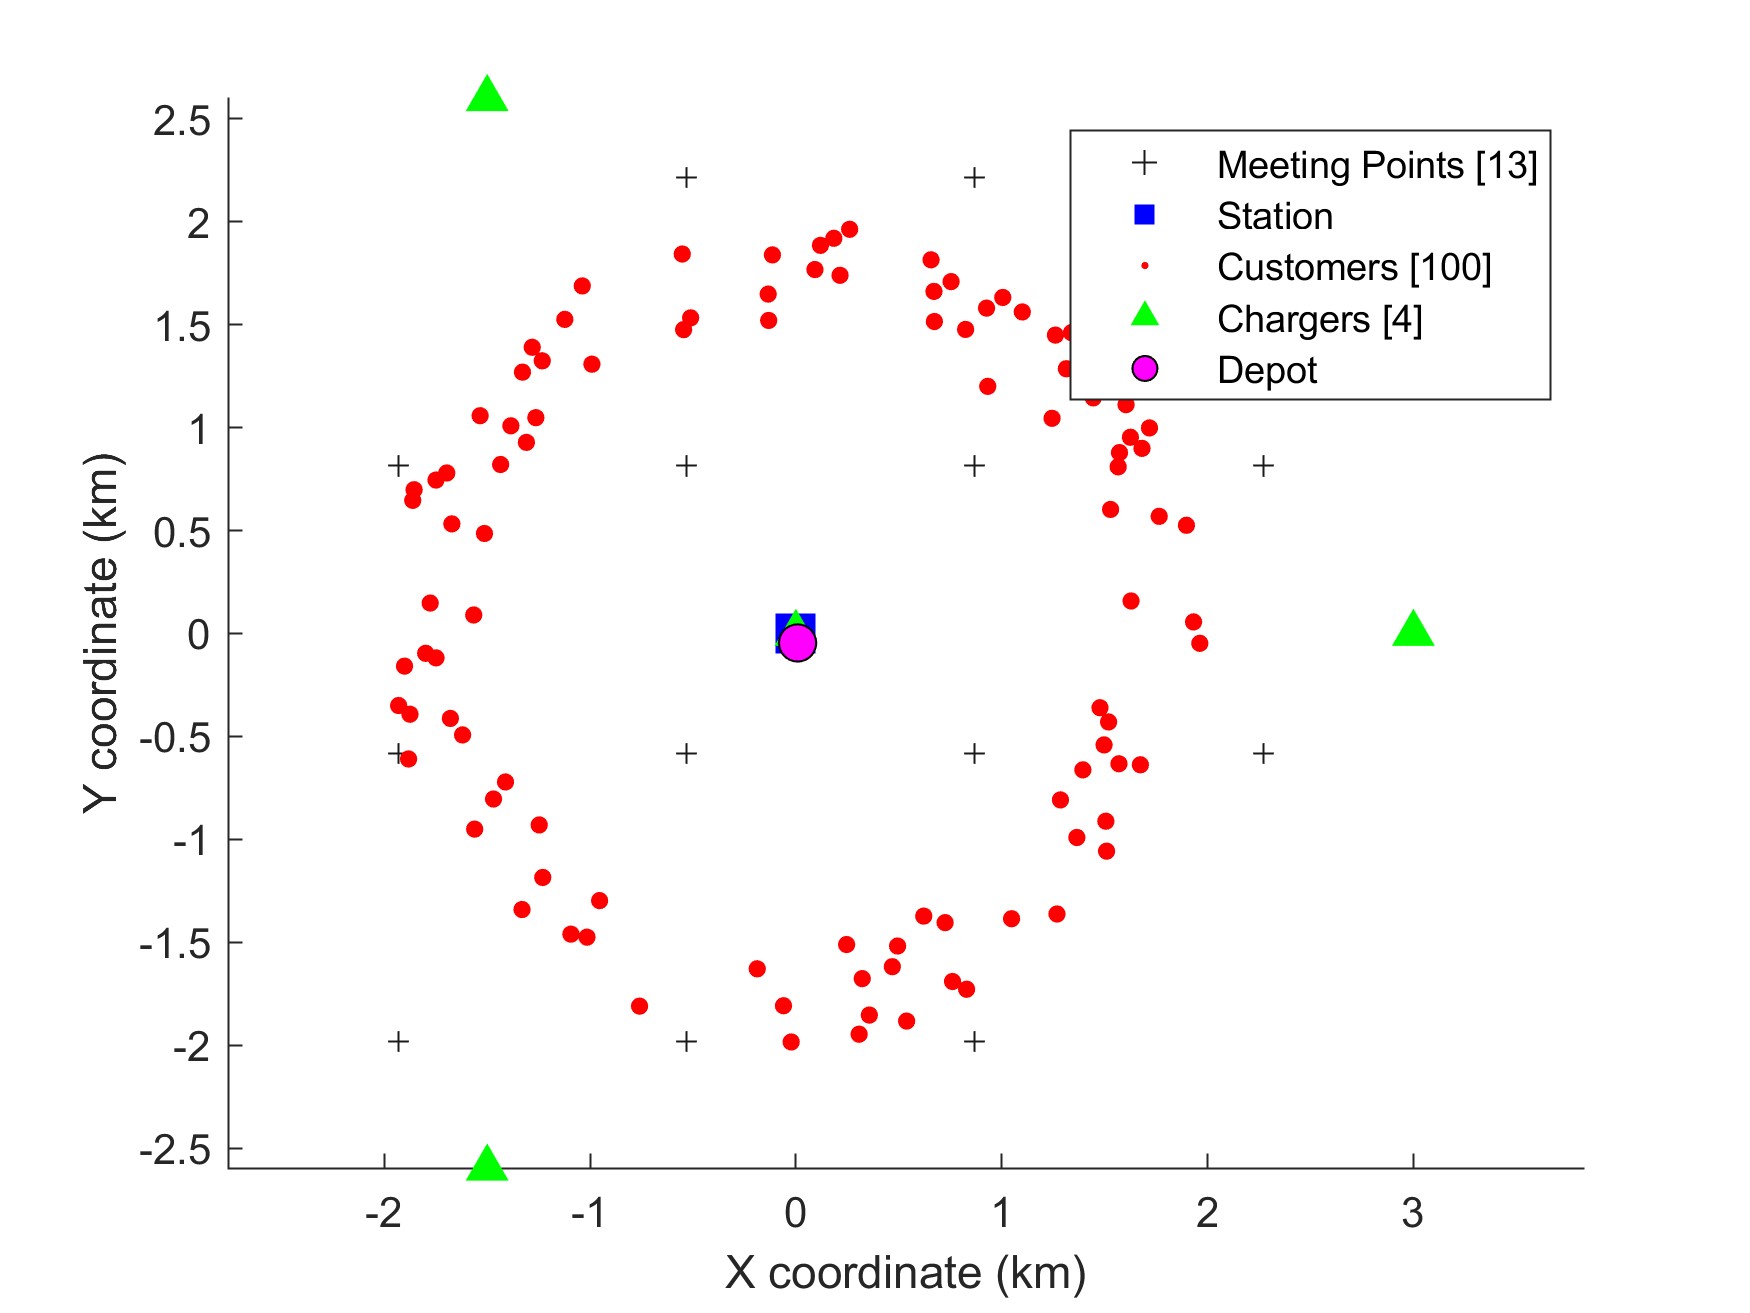 2.5
2
1.5
1
0.5
0
-0.5
-1
-1.5
-2
-2.5
Y coordinate (km)
Meeting Points [13]
Station
Customers [100]
Chargers [4]
Depot
-2 -1 0 1 2 3
X coordinate (km)